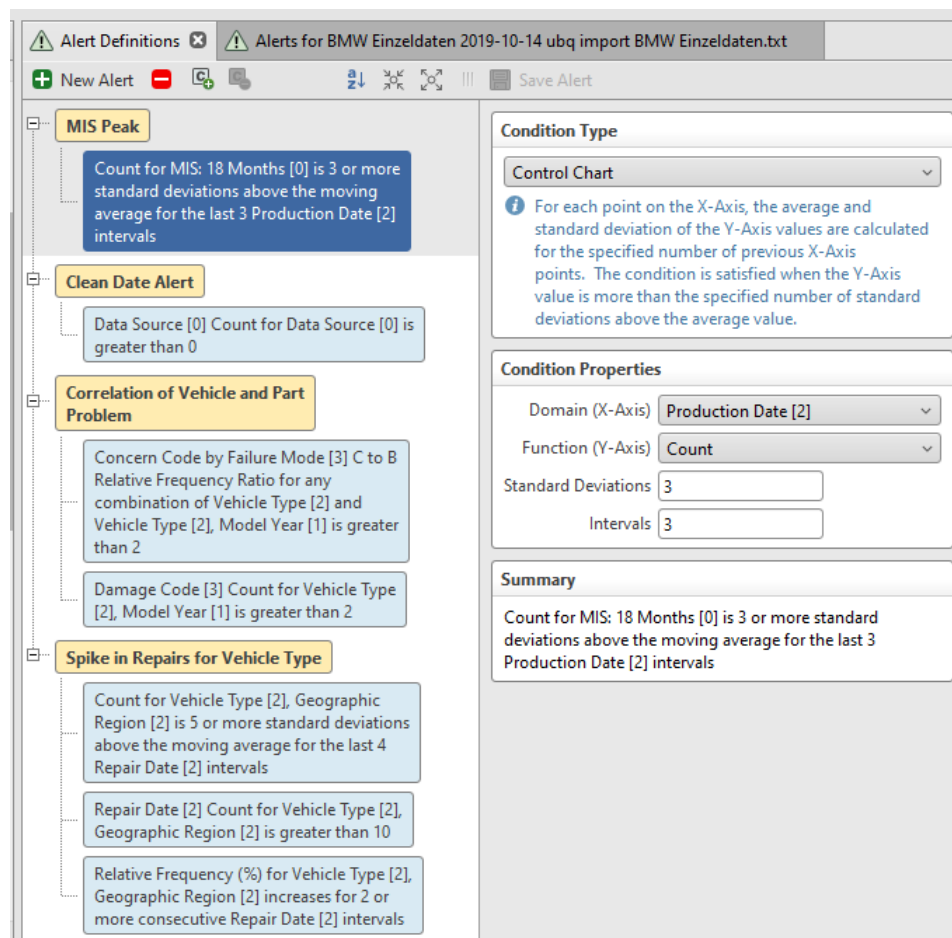 Alert Definitions
Alerts for BMW Einzeldaten 2019-10-14 ubq import BMW Einzeldaten.txt
New Alert
Save Alert
MIS Peak
Count for MIS: 18 Months [0] is 3 or more
standard deviations above the moving
average for the last 3 Production Date [2]
intervals
Clean Date Alert
Data Source [0] Count for Data Source [0] is
greater than 0
Correlation of Vehicle and Part
Problem
Concern Code by Failure Mode [3] C to B
Relative Frequency Ratio for any
combination of Vehicle Type [2] and
Vehicle Type [2], Model Year [1] is greater
than 2
Damage Code [3] Count for Vehicle Type
[2], Model Year [1] is greater than 2
Spike in Repairs for Vehicle Type
Count for Vehicle Type [2], Geographic
Region [2] is 5 or more standard deviations
above the moving average for the last 4
Repair Date [2] intervals
Repair Date [2] Count for Vehicle Type [2],
Geographic Region [2] is greater than 10
Relative Frequency (%) for Vehicle Type [2],
Geographic Region [2] increases for 2 or
more consecutive Repair Date [2] intervals
Condition Type
Control Chart
For each point on the X-Axis, the average and
standard deviation of the Y-Axis values are calculated
for the specified number of previous X-Axis
points. The condition is satisfied when the Y-Axis
value is more than the specified number of standard
deviations above the average value.
Condition Properties
Domain (X-Axis) Production Date [2]
Function (Y-Axis) Count
Standard Deviations 3
Intervals 3
Summary
Count for MIS: 18 Months [0] is 3 or more standard
deviations above the moving average for the last 3
Production Date [2] intervals